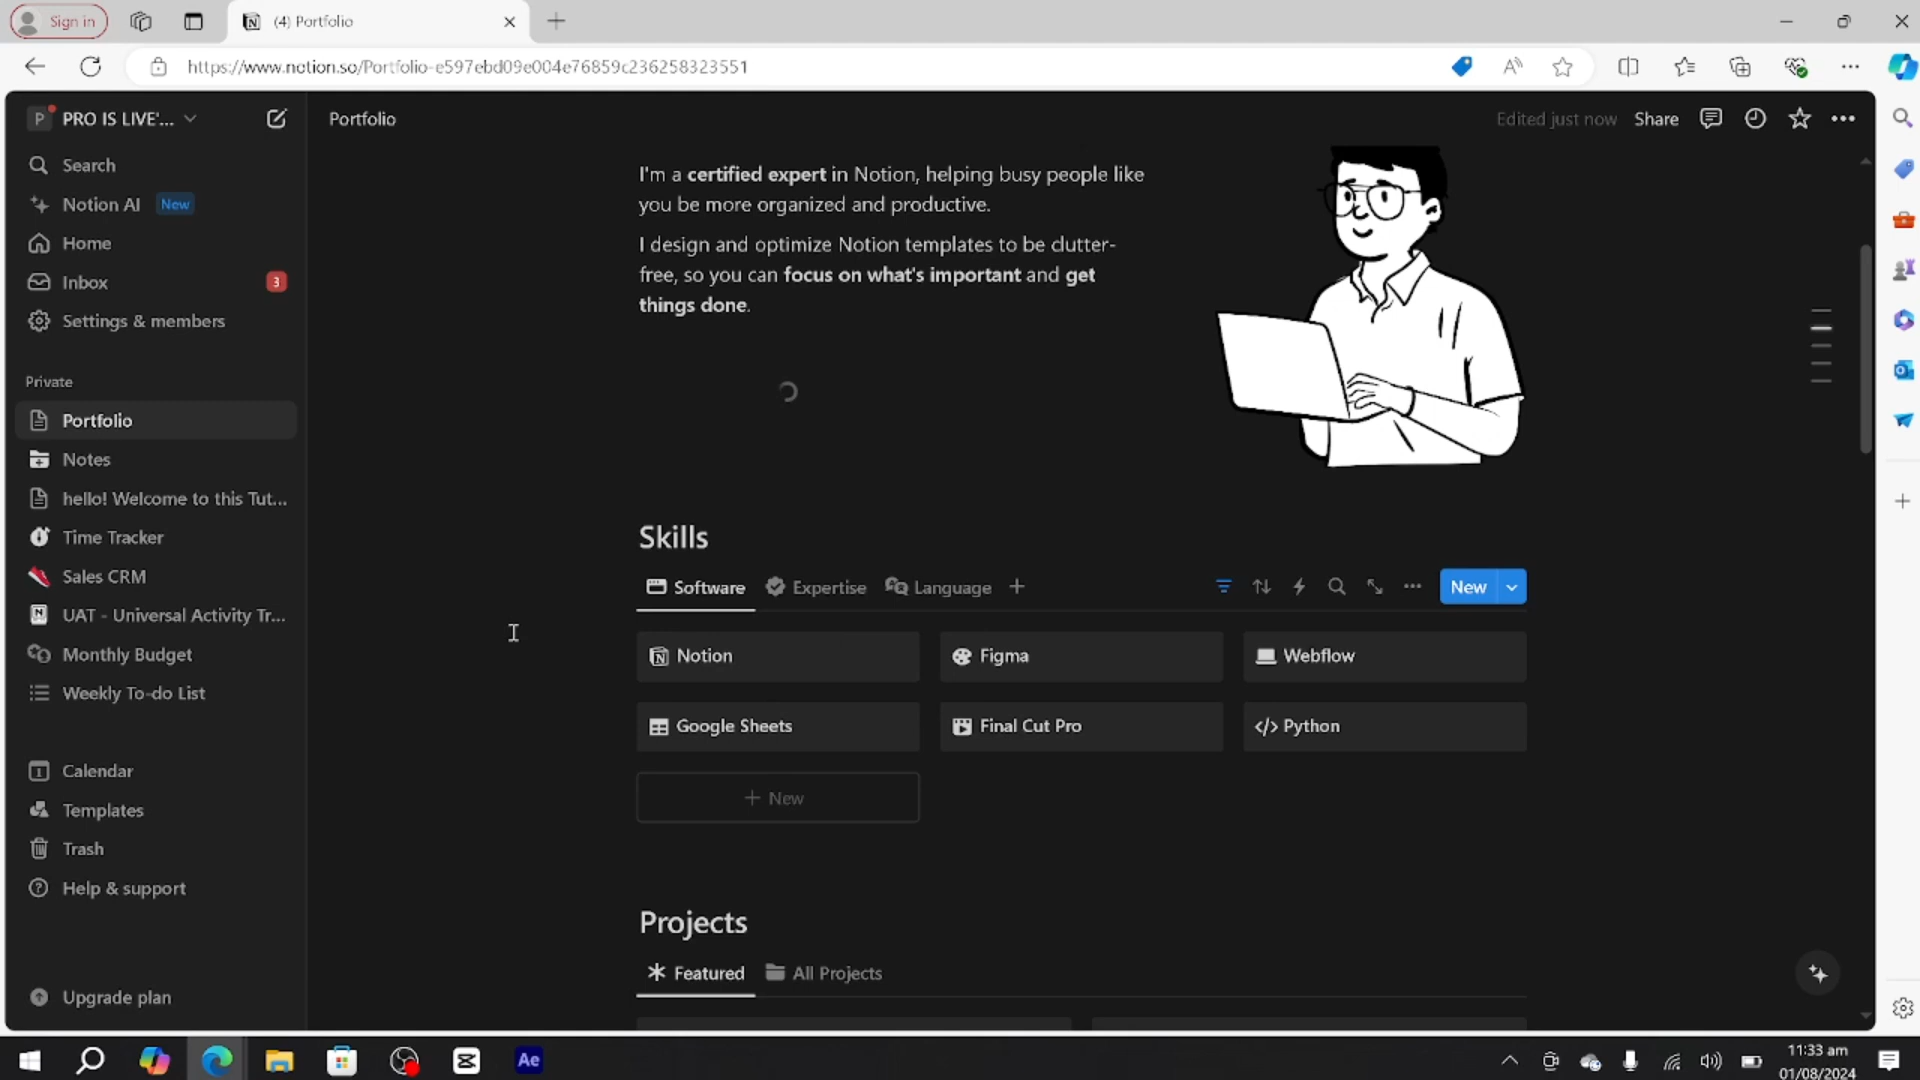 Sign in
(4) Portfolio
https://www.notion.so/Portfolio-e597ebd09e004e76859c236258323551
P PRO IS LIVE'...
Portfolio
Edited just now
Share
Search
Notion AI New
Home
Inbox 3
Settings & members
Private
Portfolio
Notes
hello! Welcome to this Tut...
Time Tracker
Sales CRM
UAT - Universal Activity Tr...
Monthly Budget
Weekly To-do List
Calendar
Templates
Trash
Help & support
Upgrade plan
I'm a certified expert in Notion, helping busy people like
you be more organized and productive.
I design and optimize Notion templates to be clutter-
free, so you can focus on what's important and get
things done.
Skills
Software Expertise Language
New
Notion Figma Webflow
Google Sheets Final Cut Pro </> Python
+ New
Projects
Featured All Projects
Ae
11:33 am
01/08/2024